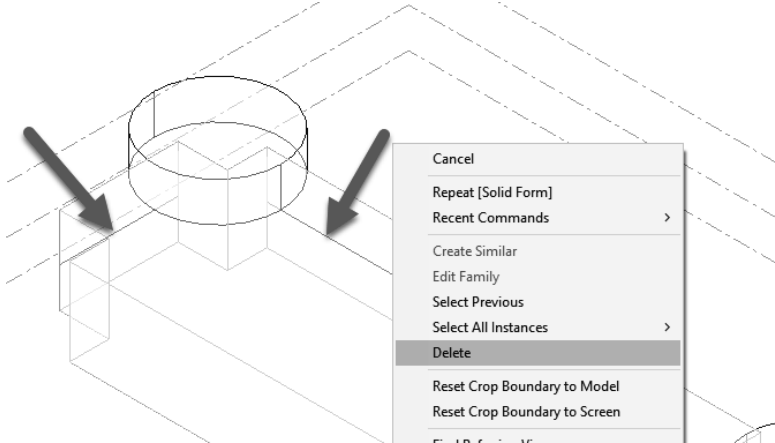 Cancel
Repeat [Solid Form]
Recent Commands
Create Similar
Edit Family
Select Previous
Select All Instances
Delete
Reset Crop Boundary to Model
Reset Crop Boundary to Screen